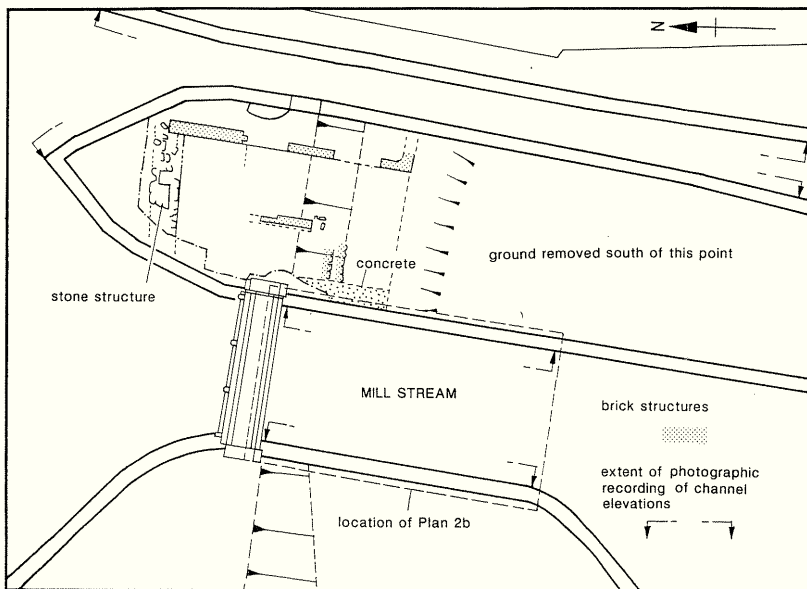 N
ground removed south of this point
concrete
stone structure
MILL STREAM
brick structures
extent of photographic
recording of channel
elevations
location of Plan 2b